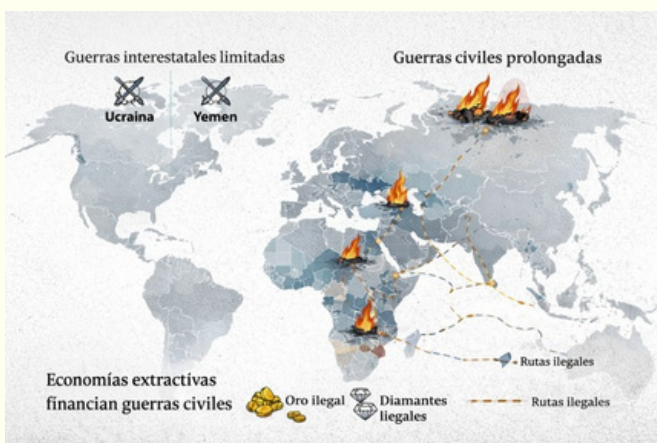 Guerras interestatales limitadas
Ucraina
Yemen
Guerras civiles prolongadas
Rutas ilegales
Economías extractivas
financian guerras civiles
Oro ilegal
Diamantes
liegales
Rutas ilegales